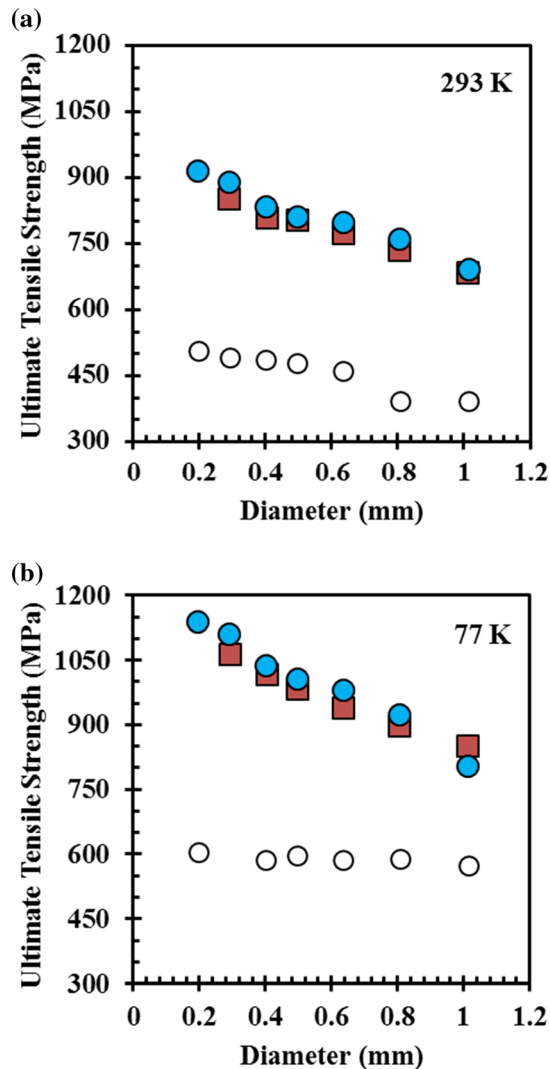 (a)
1200
1050
900
750
600
450
300
Ultimate Tensile Strength (MPa)
293 K
0 0.2 0.4 0.6 0.8 1 1.2
Diameter (mm)
(b)
1200
1050
900
750
600
450
300
Ultimate Tensile Strength (MPa)
77 K
0 0.2 0.4 0.6 0.8 1 1.2
Diameter (mm)